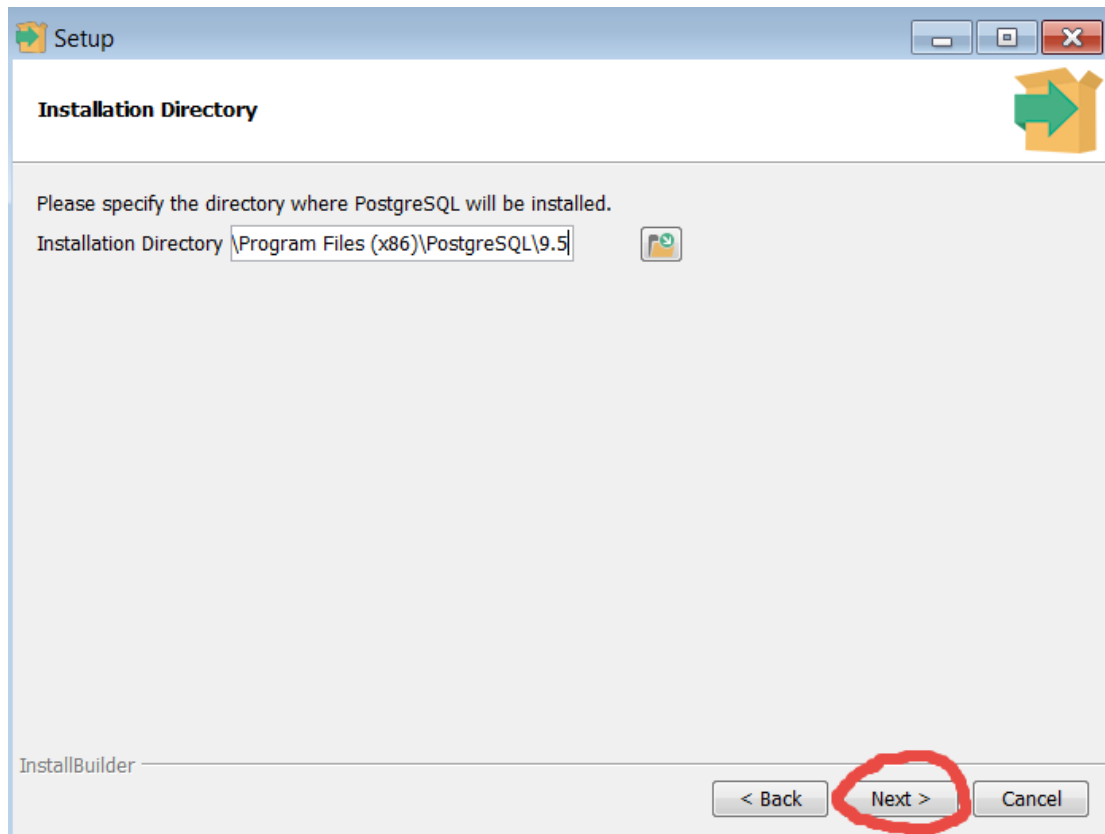 Setup
Installation Directory
Please specify the directory where PostgreSQL will be installed.
Installation Directory \Program Files (x86)\PostgreSQL\9.5
InstallBuilder
< Back Next > Cancel